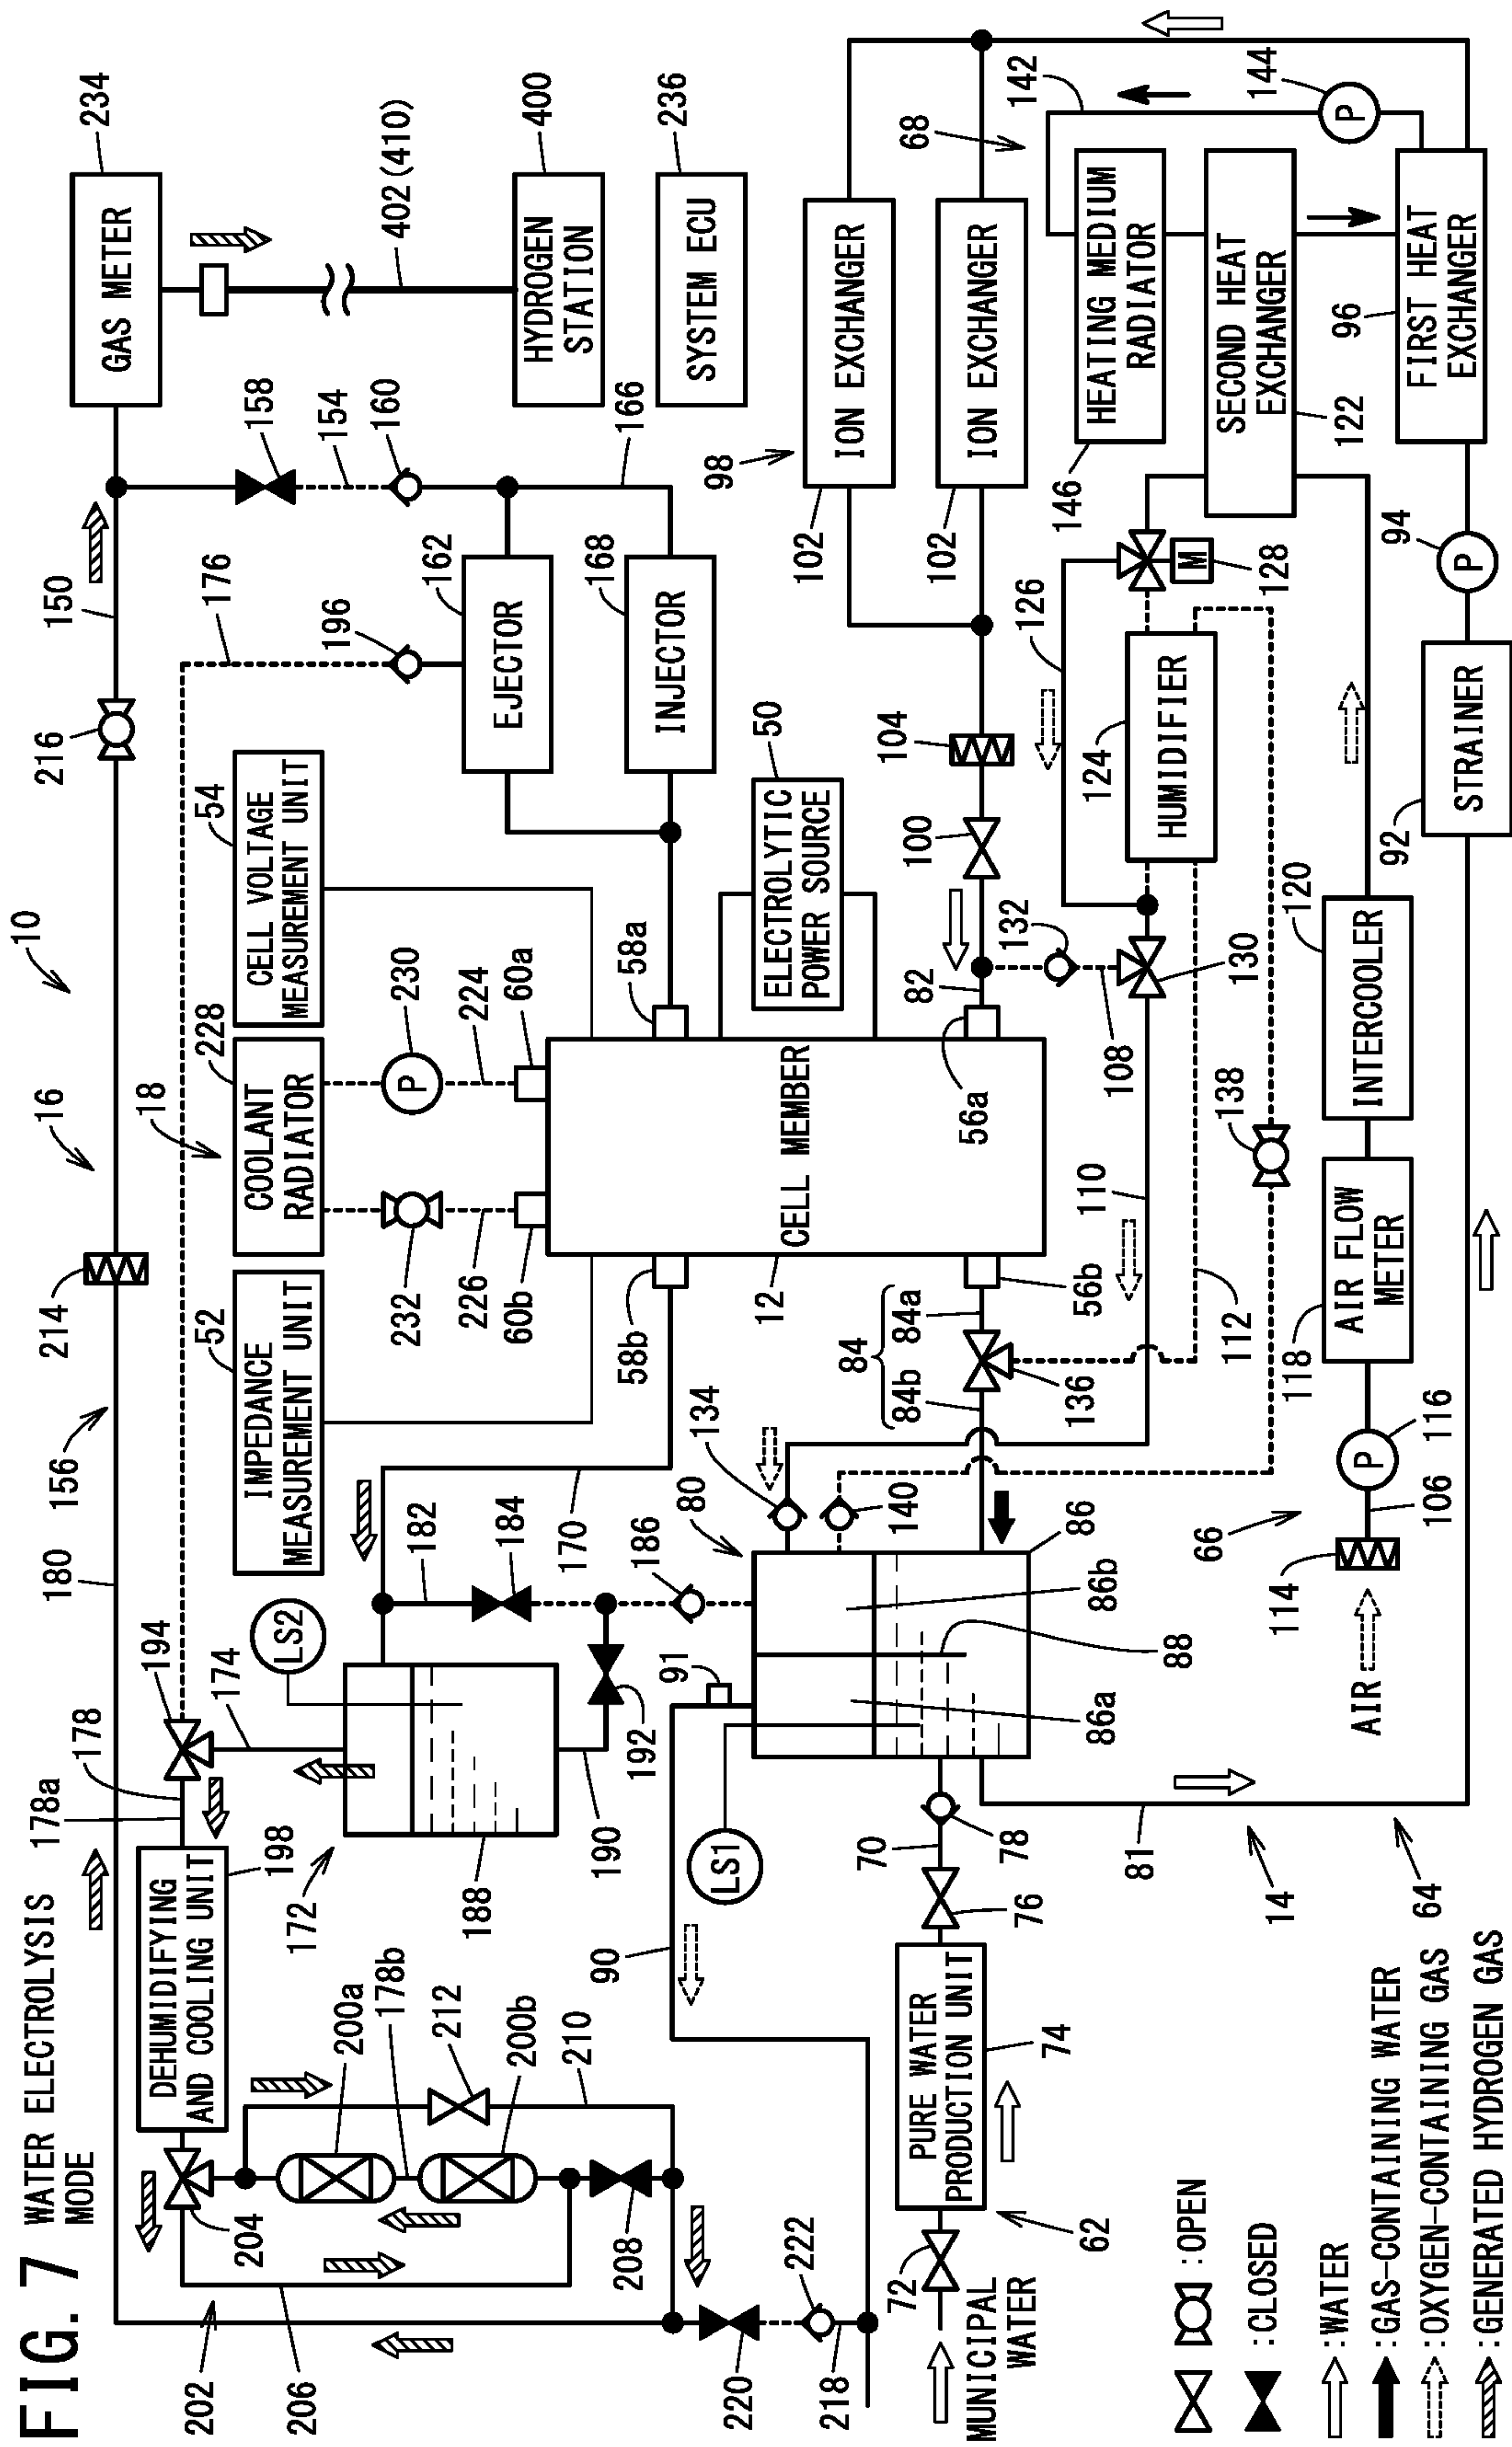 FIG. 7
WATER ELECTROLYSIS
MODE
10
16
18
156
202
206
204
178a
178
198
DEHUMIDIFYING
AND COOLING UNIT
194
180
214
216
150
176
234
GAS METER
158
154
160
402(410)
400
HYDROGEN
STATION
236
SYSTEM ECU
166
162
EJECTOR
196
168
INJECTOR
54
CELL VOLTAGE
MEASUREMENT UNIT
228
COOLANT
RADIATOR
52
IMPEDANCE
MEASUREMENT UNIT
230
224
60a
232
226
60b
58a
58b
12
CELL MEMBER
50
ELECTROLYTIC
POWER SOURCE
56a
56b
LS2
174
172
188
190
192
182
184
186
170
200a
178b
200b
212
210
208
220
222
218
90
91
LS1
80
134
140
86
86a
86b
88
84
84a
84b
136
82
100
104
132
108
130
98
102
ION EXCHANGER
102
ION EXCHANGER
68
142
144
P
146
HEATING MEDIUM
RADIATOR
122
SECOND HEAT
EXCHANGER
96
FIRST HEAT
EXCHANGER
94
P
92
STRAINER
126
128
M
124
HUMIDIFIER
110
112
138
120
INTERCOOLER
118
AIR FLOW
METER
116
P
106
66
114
AIR
P
70
76
78
74
PURE WATER
PRODUCTION UNIT
62
72
MUNICIPAL
WATER
81
14
64
:OPEN
:CLOSED
:WATER
:GAS-CONTAINING WATER
:OXYGEN-CONTAINING GAS
:GENERATED HYDROGEN GAS